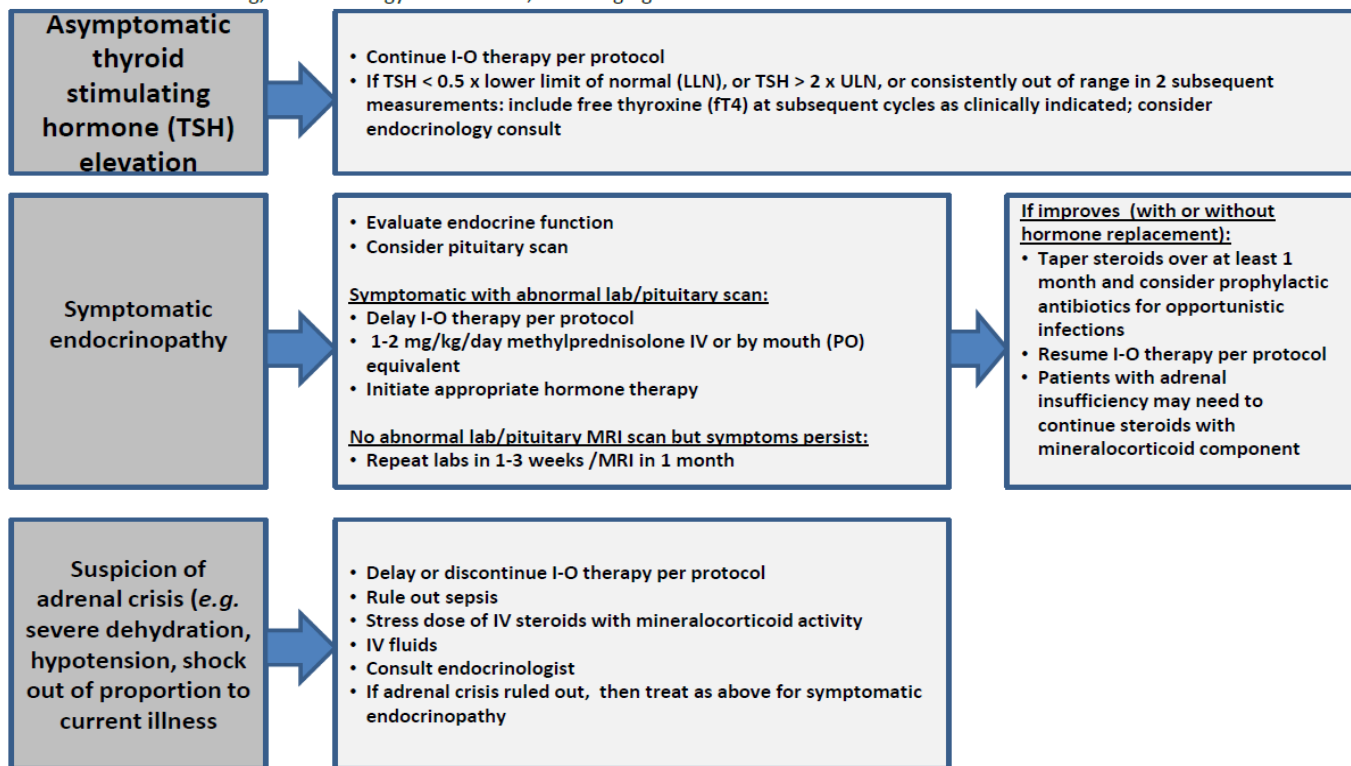 Asymptomatic
thyroid
stimulating
hormone (TSH)
elevation
• Continue I-O therapy per protocol
• If TSH < 0.5 x lower limit of normal (LLN), or TSH > 2 x ULN, or consistently out of range in 2 subsequent
measurements: include free thyroxine (fT4) at subsequent cycles as clinically indicated; consider
endocrinology consult
Symptomatic
endocrinopathy
• Evaluate endocrine function
• Consider pituitary scan
Symptomatic with abnormal lab/pituitary scan:
• Delay I-O therapy per protocol
• 1-2 mg/kg/day methylprednisolone IV or by mouth (PO)
equivalent
• Initiate appropriate hormone therapy
No abnormal lab/pituitary MRI scan but symptoms persist:
• Repeat labs in 1-3 weeks /MRI in 1 month
If improves (with or without
hormone replacement):
• Taper steroids over at least 1
month and consider prophylactic
antibiotics for opportunistic
infections
• Resume I-O therapy per protocol
• Patients with adrenal
insufficiency may need to
continue steroids with
mineralocorticoid component
Suspicion of
adrenal crisis (e.g.
severe dehydration,
hypotension, shock
out of proportion to
current illness
• Delay or discontinue I-O therapy per protocol
• Rule out sepsis
• Stress dose of IV steroids with mineralocorticoid activity
• IV fluids
• Consult endocrinologist
• If adrenal crisis ruled out, then treat as above for symptomatic
endocrinopathy